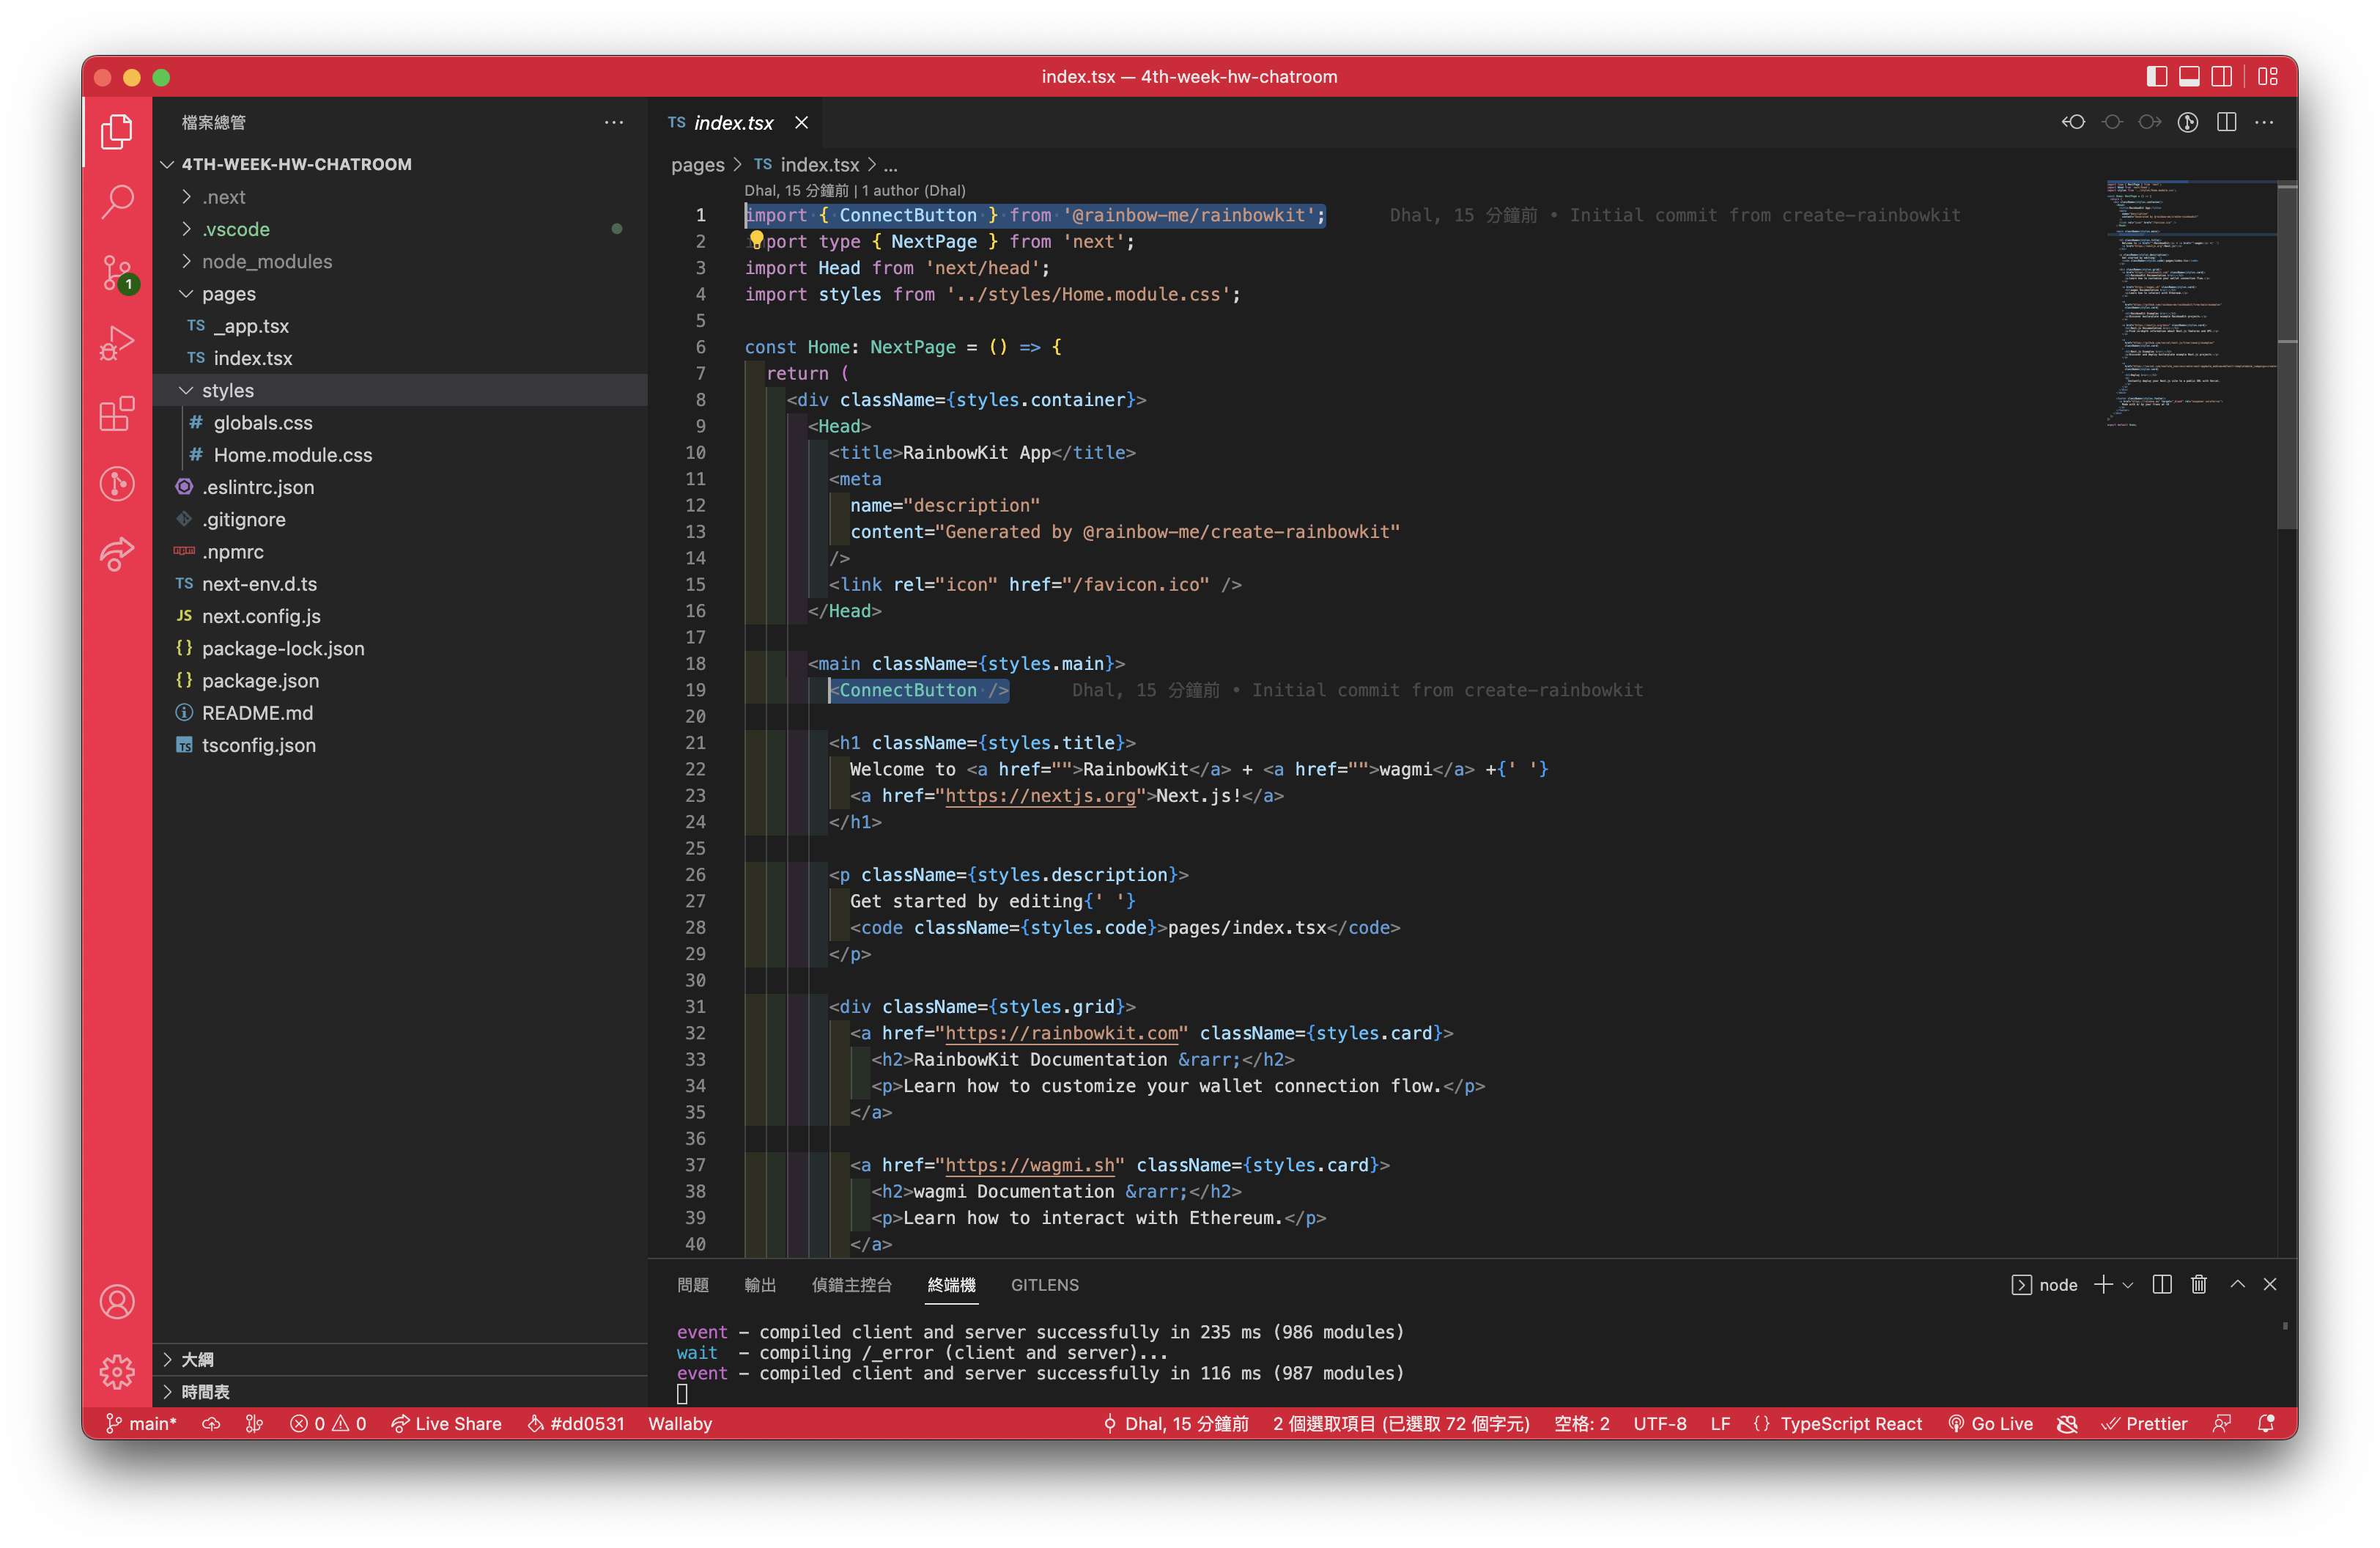 index.tsx — 4th-week-hw-chatroom
檔案總管
4TH-WEEK-HW-CHATROOM
.next
.vscode
node_modules
pages
TS _app.tsx
TS index.tsx
styles
# globals.css
# Home.module.css
.eslintrc.json
.gitignore
.npmrc
TS next-env.d.ts
JS next.config.js
{} package-lock.json
{} package.json
README.md
TS tsconfig.json
大綱
時間表
1
TS index.tsx
pages > TS index.tsx > ...
Dhal, 15 分鐘前 | 1 author (Dhal)
1 import { ConnectButton } from '@rainbow-me/rainbowkit'; Dhal, 15 分鐘前 • Initial commit from create-rainbowkit
2 import type { NextPage } from 'next';
3 import Head from 'next/head';
4 import styles from '../styles/Home.module.css';
5
6 const Home: NextPage = () => {
7 return (
8 <div className={styles.container}>
9 <Head>
10 <title>RainbowKit App</title>
11 <meta
12 name="description"
13 content="Generated by @rainbow-me/create-rainbowkit"
14 />
15 <link rel="icon" href="/favicon.ico" />
16 </Head>
17
18 <main className={styles.main}>
19 <ConnectButton /> Dhal, 15 分鐘前 • Initial commit from create-rainbowkit
20
21 <h1 className={styles.title}>
22 Welcome to <a href="">RainbowKit</a> + <a href="">wagmi</a> +{' '}
23 <a href="https://nextjs.org">Next.js!</a>
24 </h1>
25
26 <p className={styles.description}>
27 Get started by editing{' '}
28 <code className={styles.code}>pages/index.tsx</code>
29 </p>
30
31 <div className={styles.grid}>
32 <a href="https://rainbowkit.com" className={styles.card}>
33 <h2>RainbowKit Documentation &rarr;</h2>
34 <p>Learn how to customize your wallet connection flow.</p>
35 </a>
36
37 <a href="https://wagmi.sh" className={styles.card}>
38 <h2>wagmi Documentation &rarr;</h2>
39 <p>Learn how to interact with Ethereum.</p>
40 </a>
問題 輸出 偵錯主控台 終端機 GITLENS
node
event - compiled client and server successfully in 235 ms (986 modules)
wait - compiling /_error (client and server)...
event - compiled client and server successfully in 116 ms (987 modules)
main* 0 0 Live Share #dd0531 Wallaby Dhal, 15 分鐘前 2 個選取項目 (已選取 72 個字元) 空格: 2 UTF-8 LF {} TypeScript React Go Live Prettier